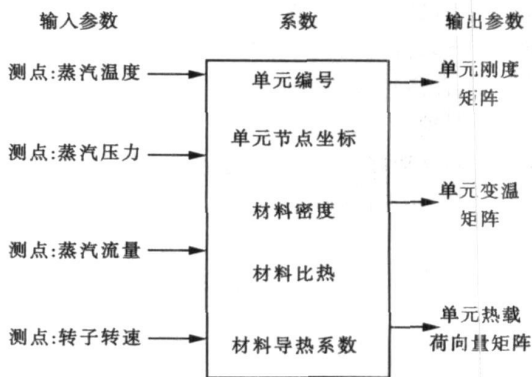 输入参数 系数 输出参数
测点:蒸汽温度 单元编号 单元刚度
矩阵
测点:蒸汽压力 单元节点坐标
材料密度 单元变温
矩阵
测点:蒸汽流量 材料比热
测点:转子转速 材料导热系数 单元热载
荷向量矩阵